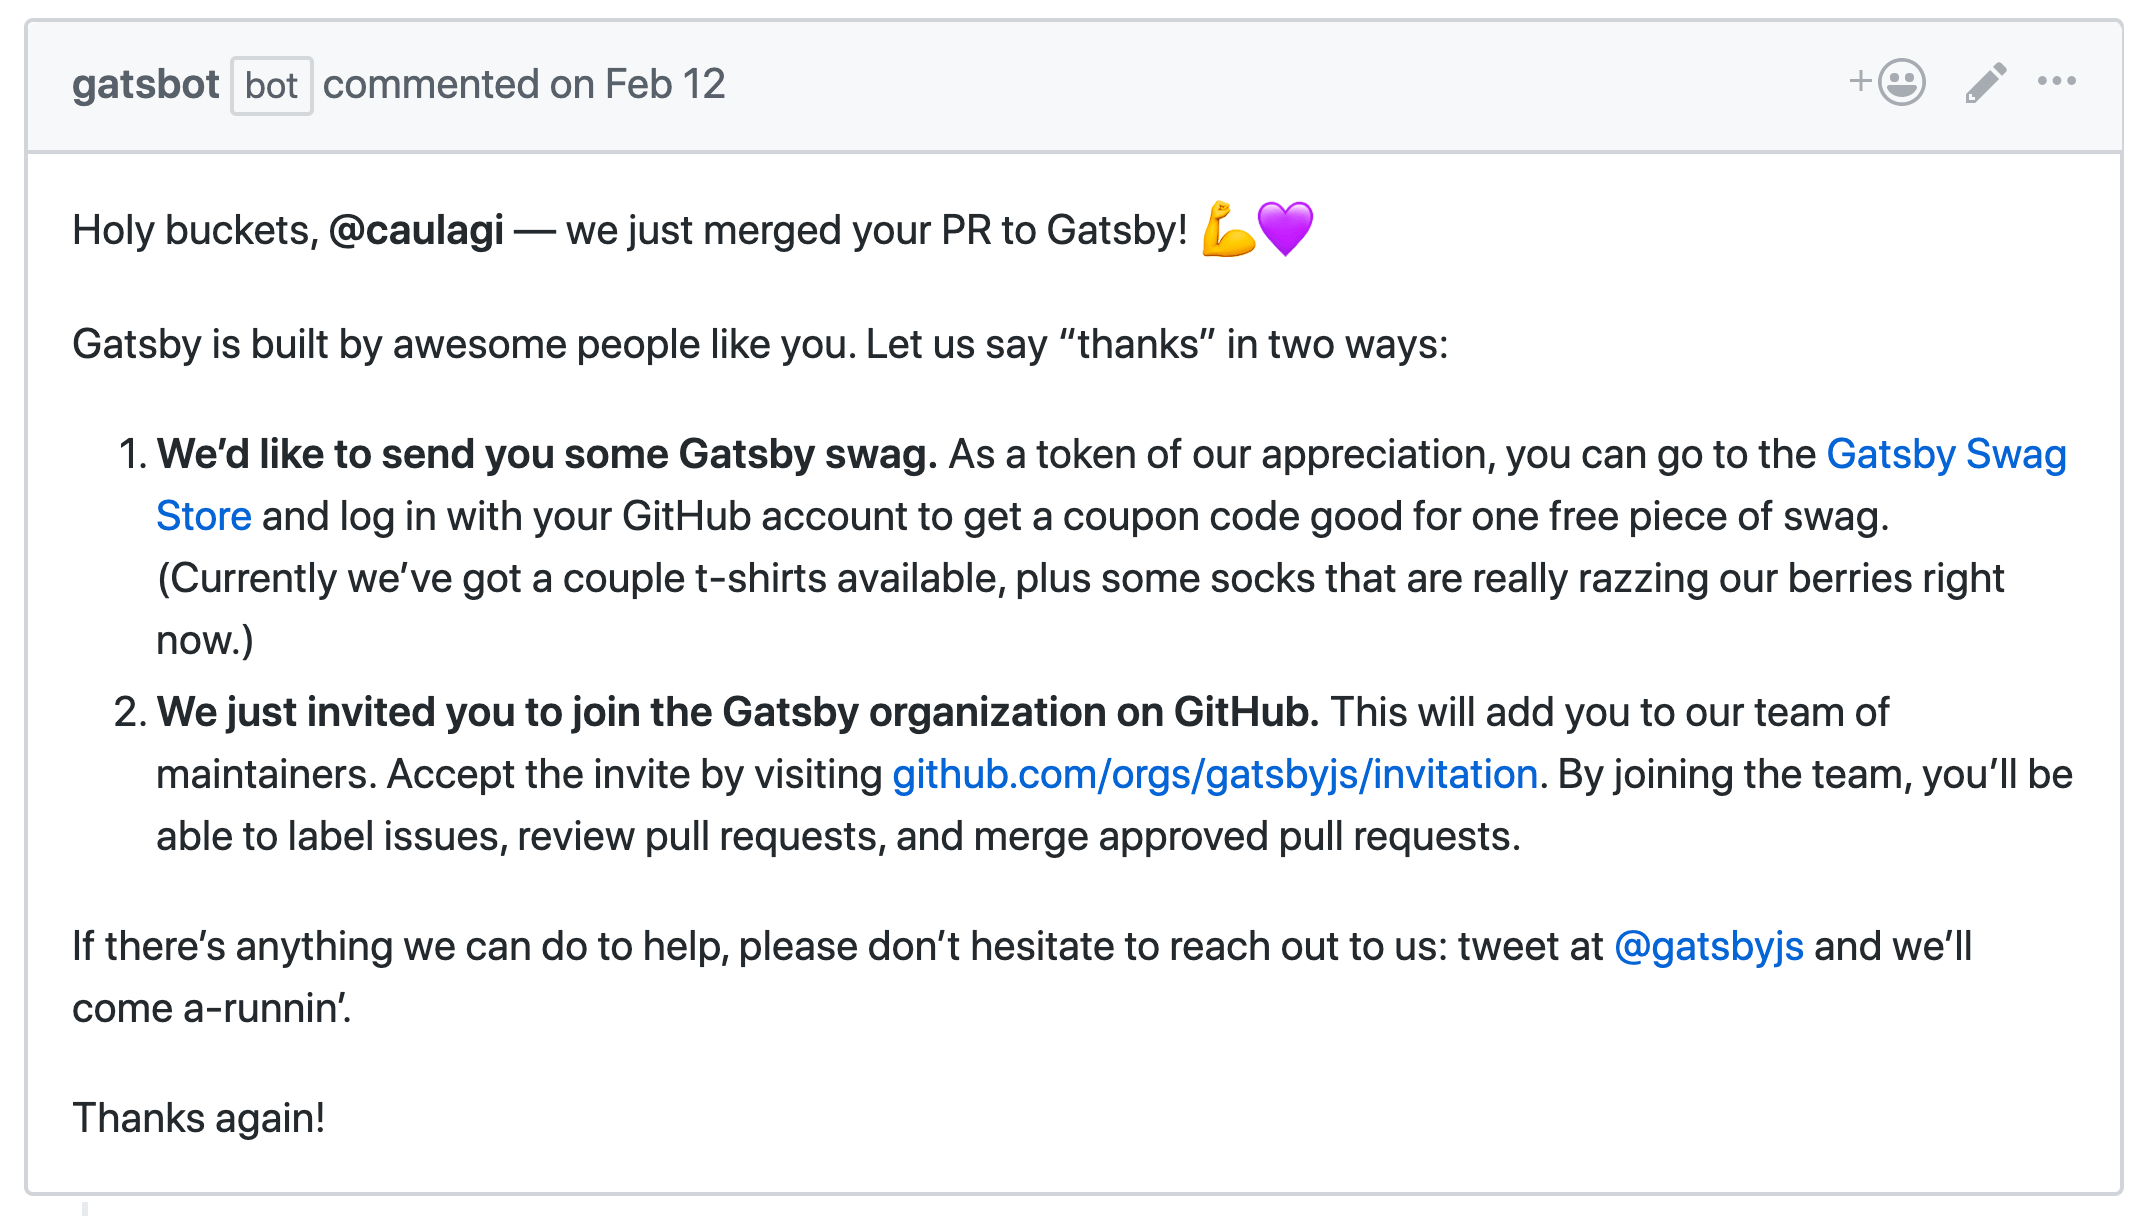 gatsbot bot commented on Feb 12
Holy buckets, @caulagi — we just merged your PR to Gatsby! 💪💜
Gatsby is built by awesome people like you. Let us say “thanks” in two ways:
1. We’d like to send you some Gatsby swag. As a token of our appreciation, you can go to the Gatsby Swag
Store and log in with your GitHub account to get a coupon code good for one free piece of swag.
(Currently we’ve got a couple t-shirts available, plus some socks that are really razzing our berries right
now.)
2. We just invited you to join the Gatsby organization on GitHub. This will add you to our team of
maintainers. Accept the invite by visiting github.com/orgs/gatsbyjs/invitation. By joining the team, you’ll be
able to label issues, review pull requests, and merge approved pull requests.
If there’s anything we can do to help, please don’t hesitate to reach out to us: tweet at @gatsbyjs and we’ll
come a-runnin’.
Thanks again!